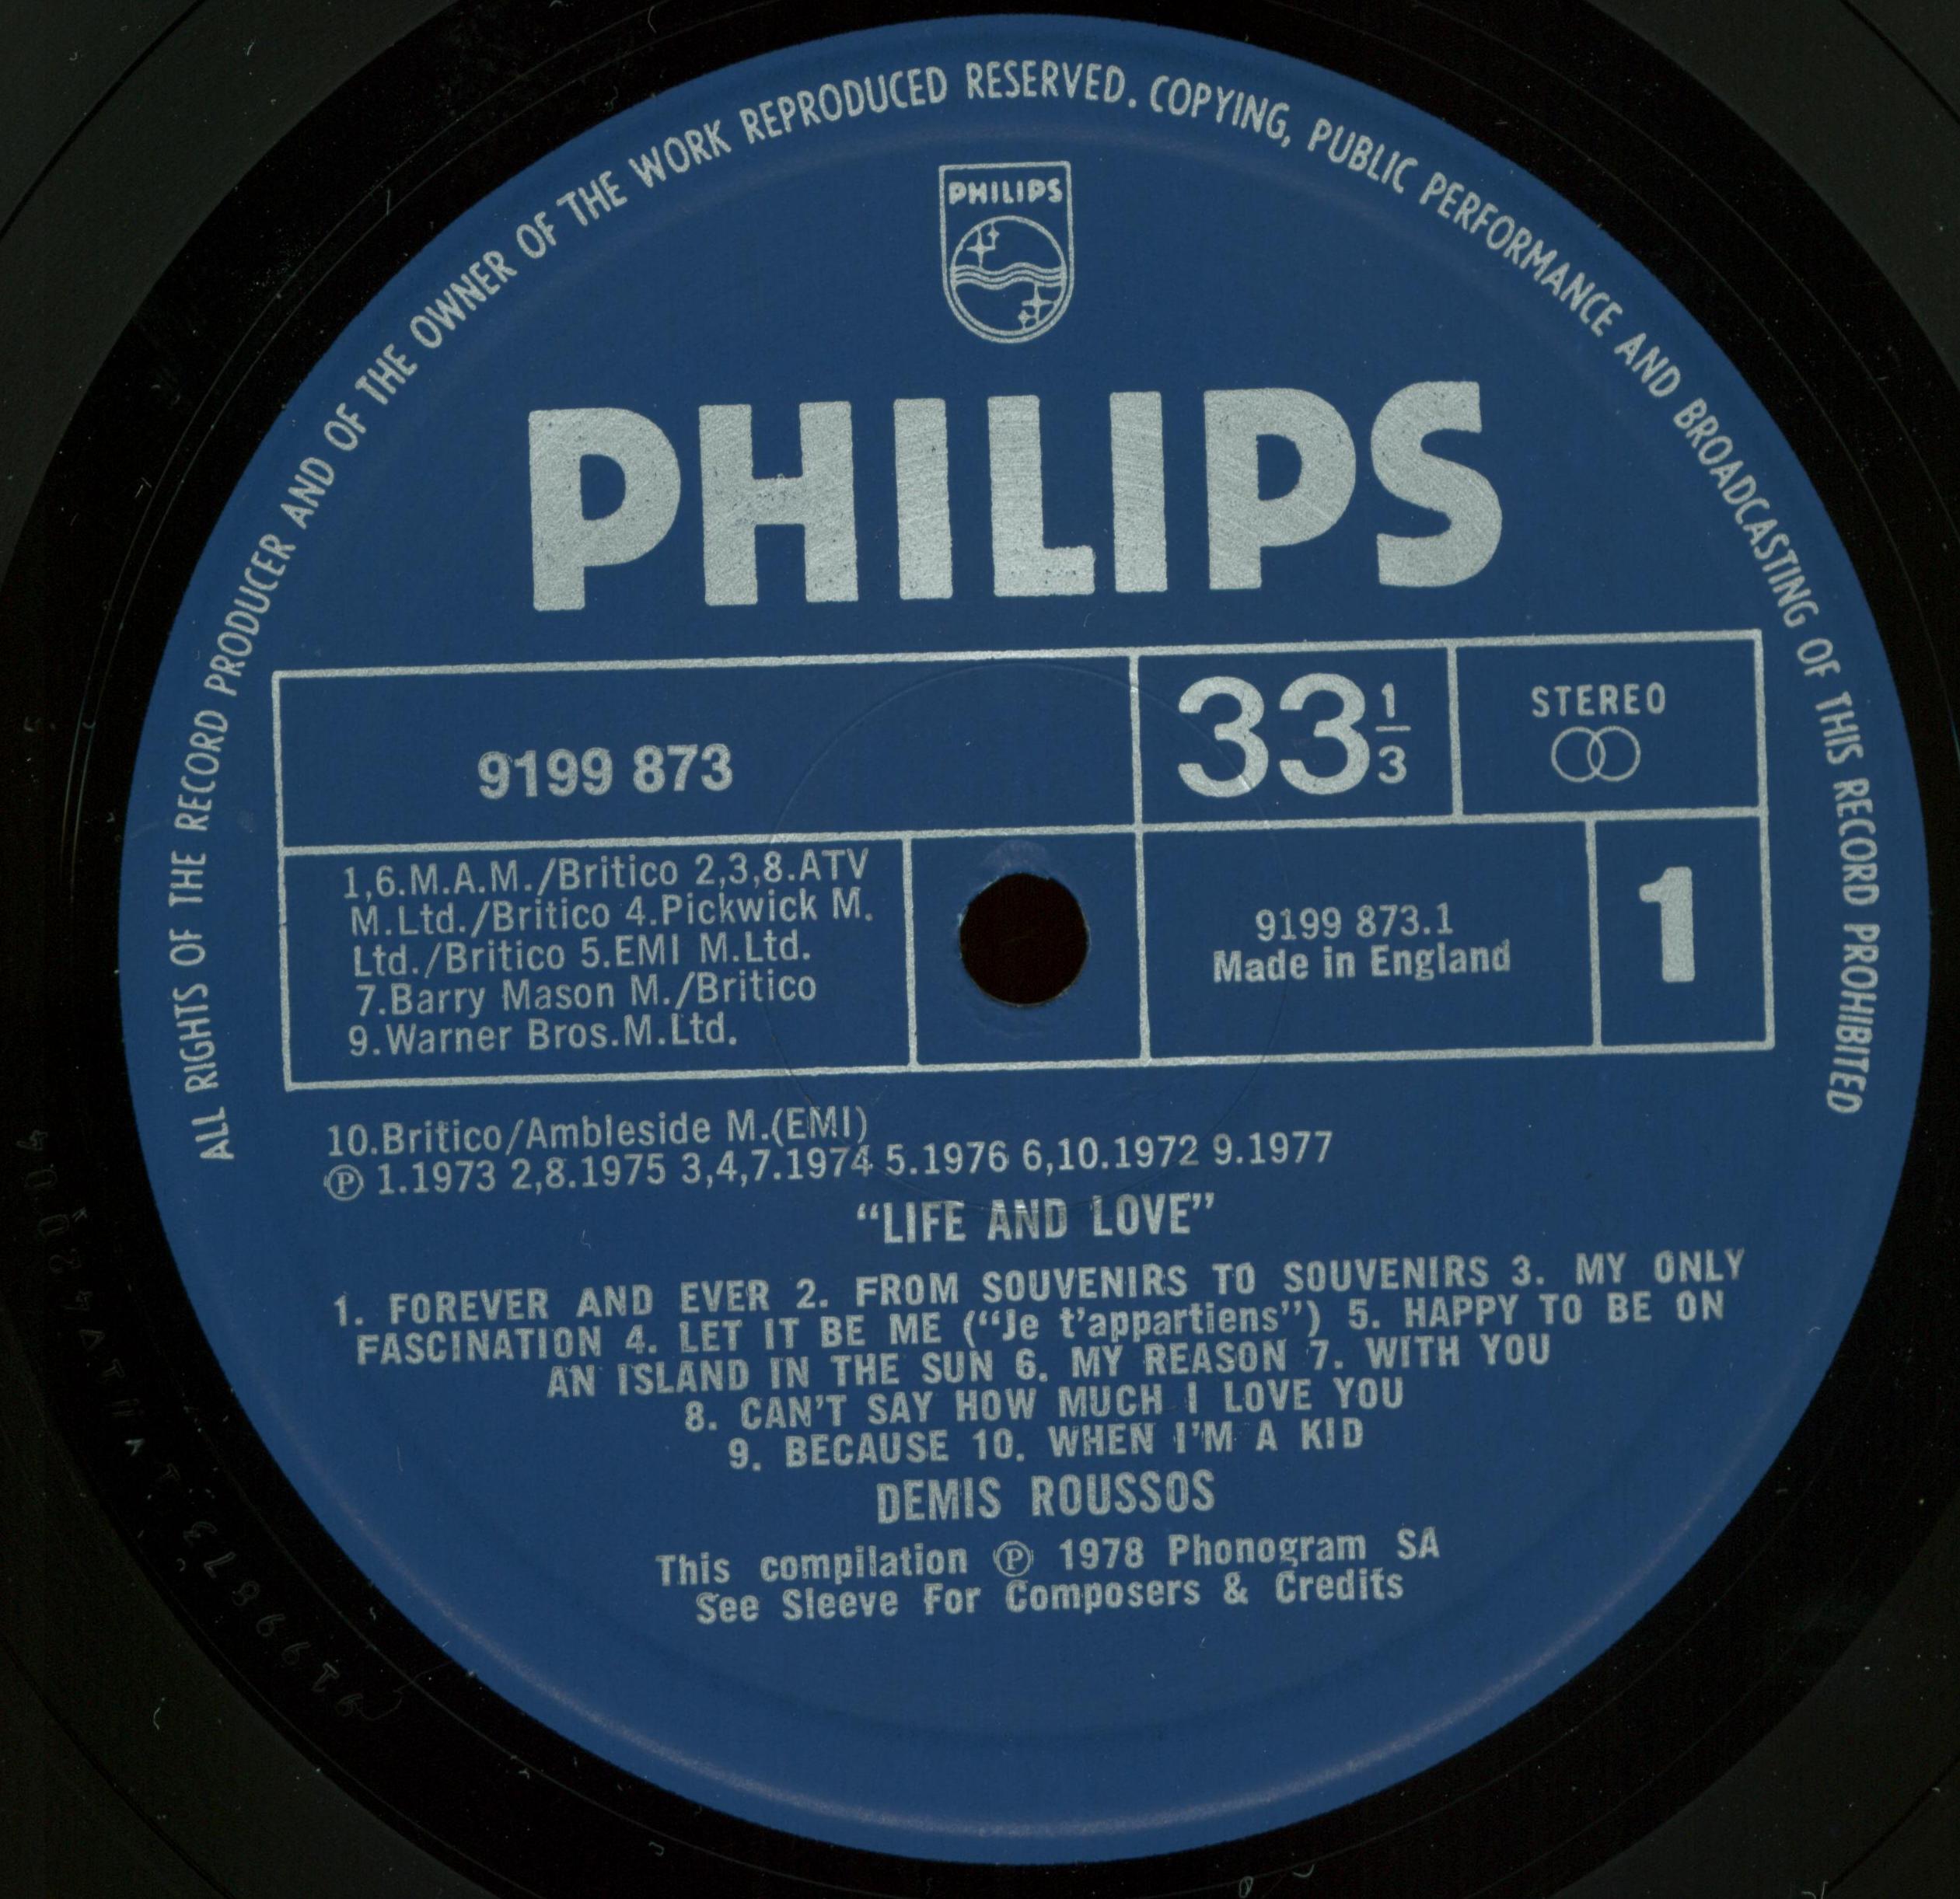 ALL RIGHTS OF THE RECORD PRODUCER AND OF THE OWNER OF THE WORK REPRODUCED RESERVED. COPYING, PUBLIC PERFORMANCE AND BROADCASTING OF THIS RECORD PROHIBITED
PHILIPS
PHILIPS
9199 873
33 1/3
STEREO
1,6.M.A.M./Britico 2,3,8.ATV
M.Ltd./Britico 4.Pickwick M.
Ltd./Britico 5.EMI M.Ltd.
7.Barry Mason M./Britico
9.Warner Bros.M.Ltd.
9199 873.1
Made in England
1
10.Britico/Ambleside M.(EMI)
℗ 1.1973 2,8.1975 3,4,7.1974 5.1976 6,10.1972 9.1977
“LIFE AND LOVE”
1. FOREVER AND EVER 2. FROM SOUVENIRS TO SOUVENIRS 3. MY ONLY
FASCINATION 4. LET IT BE ME (“Je t’appartiens”) 5. HAPPY TO BE ON
AN ISLAND IN THE SUN 6. MY REASON 7. WITH YOU
8. CAN’T SAY HOW MUCH I LOVE YOU
9. BECAUSE 10. WHEN I’M A KID
DEMIS ROUSSOS
This compilation ℗ 1978 Phonogram SA
See Sleeve For Composers & Credits